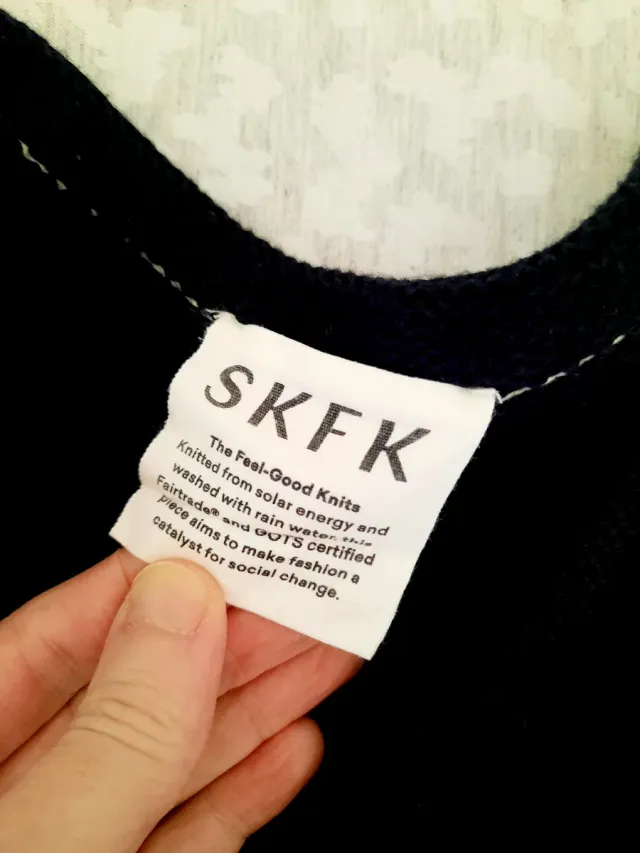 SKFK
The Feel-Good Knits
Knitted from solar energy and
washed with rain water, this
Fairtrade® and GOTS certified
piece aims to make fashion a
catalyst for social change.